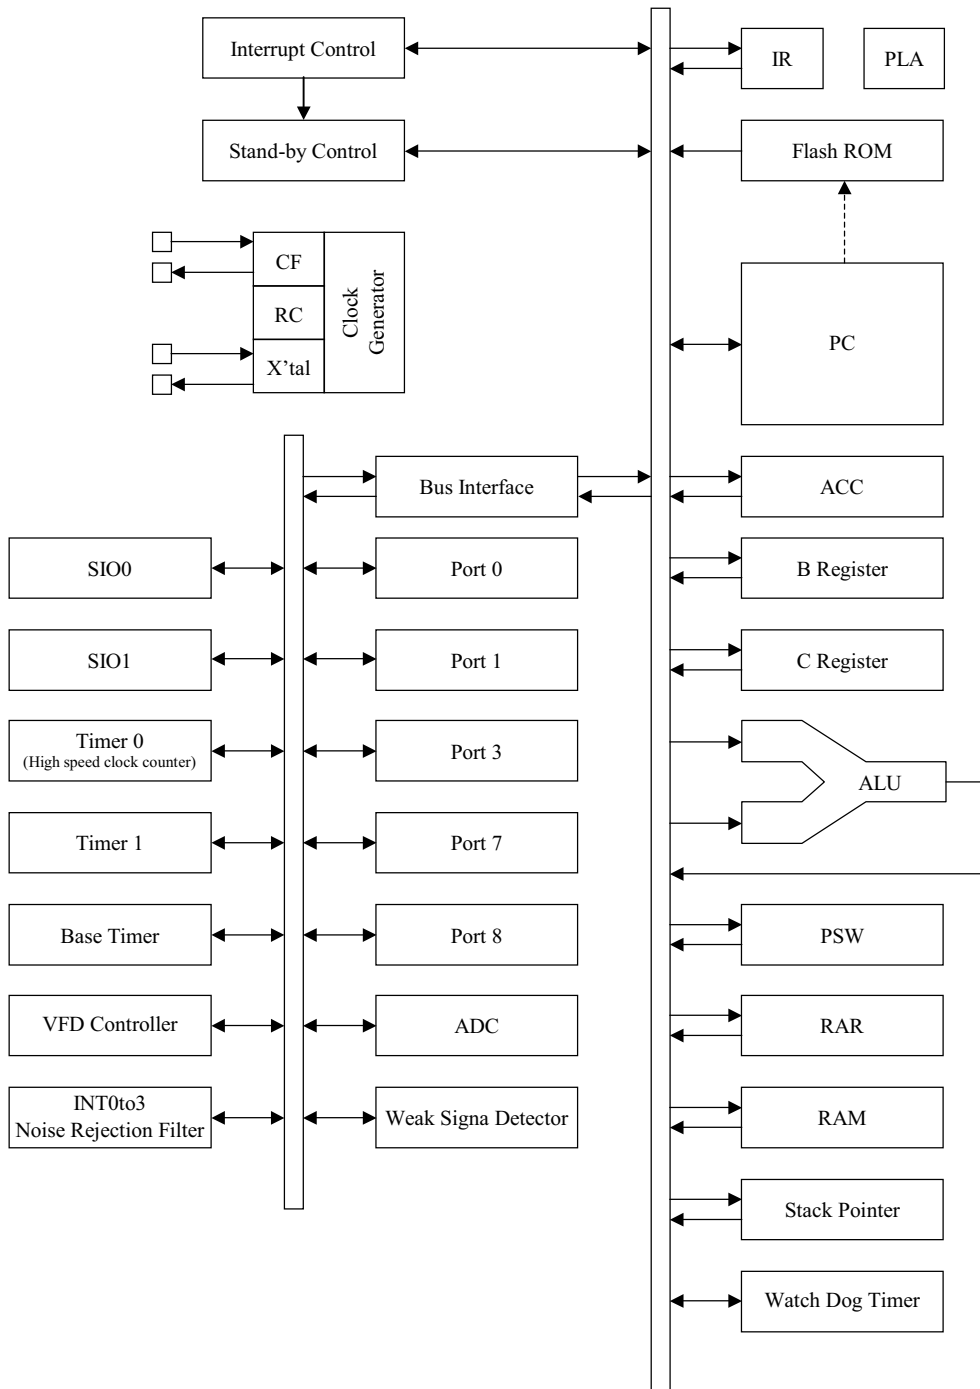 Interrupt Control
IR
PLA
Stand-by Control
Flash ROM
CF
RC
X'tal
Clock
Generator
PC
Bus Interface
ACC
SIO0
Port 0
B Register
SIO1
Port 1
C Register
Timer 0
(High speed clock counter)
Port 3
ALU
Timer 1
Port 7
Base Timer
Port 8
PSW
VFD Controller
ADC
RAR
INT0to3
Noise Rejection Filter
Weak Signa Detector
RAM
Stack Pointer
Watch Dog Timer